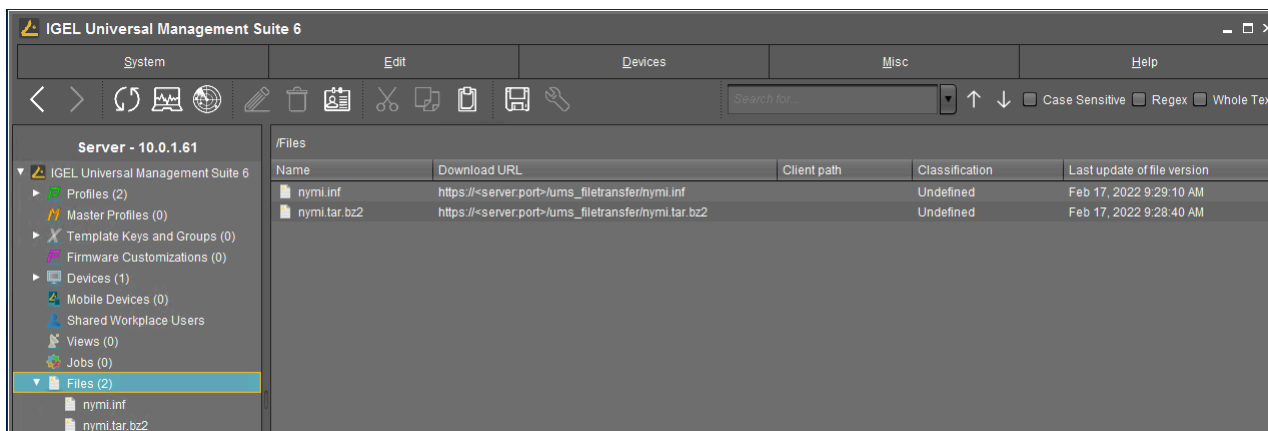 IGEL Universal Management Suite 6
System Edit Devices Misc Help
Search for... Case Sensitive Regex Whole Tex
Server - 10.0.1.61
IGEL Universal Management Suite 6
Profiles (2)
Master Profiles (0)
Template Keys and Groups (0)
Firmware Customizations (0)
Devices (1)
Mobile Devices (0)
Shared Workplace Users
Views (0)
Jobs (0)
Files (2)
nymi.inf
nymi.tar.bz2
/Files
Name Download URL Client path Classification Last update of file version
nymi.inf https://<server:port>/ums_filetransfer/nymi.inf Undefined Feb 17, 2022 9:29:10 AM
nymi.tar.bz2 https://<server:port>/ums_filetransfer/nymi.tar.bz2 Undefined Feb 17, 2022 9:28:40 AM